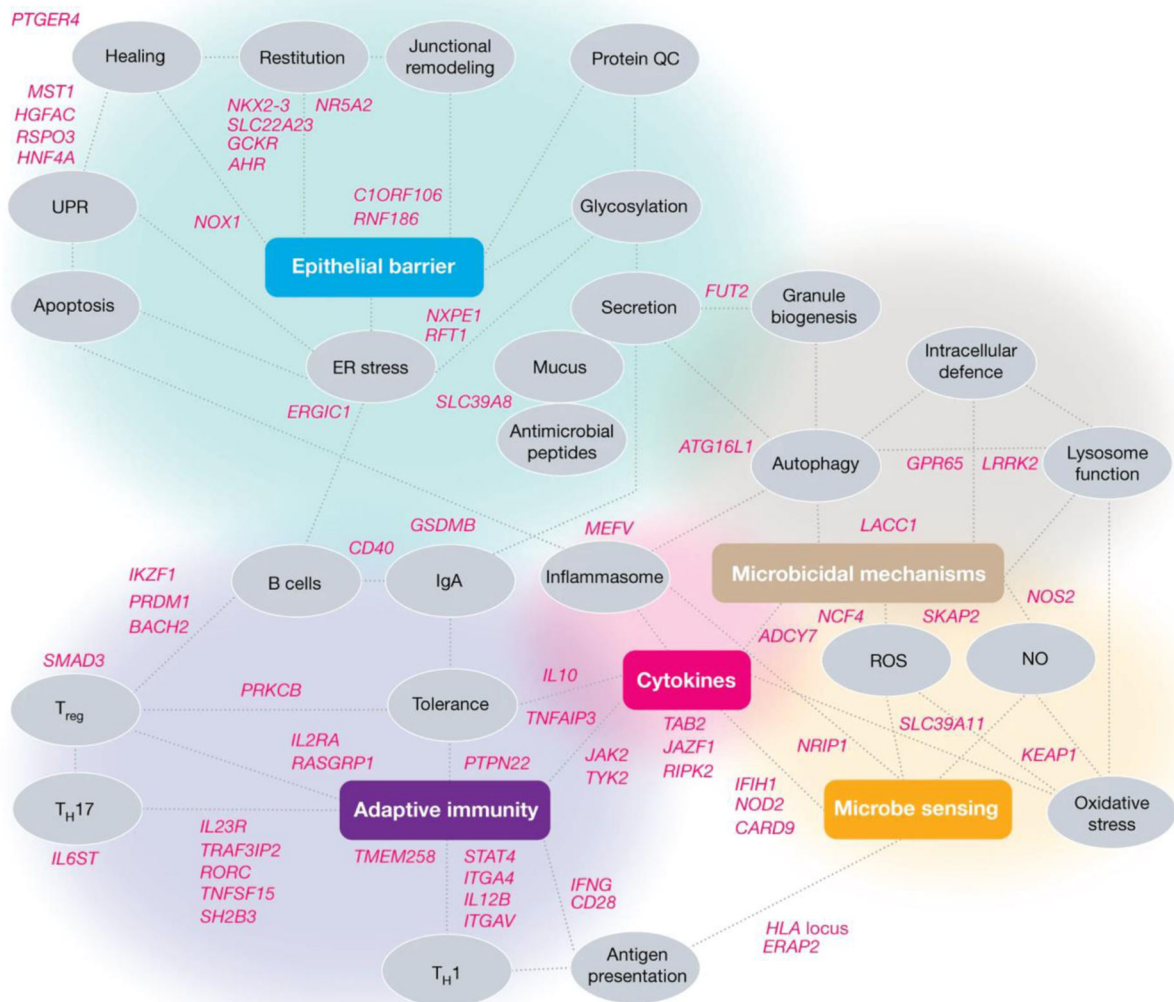 PTGER4
Healing
Restitution
Junctional
remodeling
Protein QC
MST1
HGFAC
RSPO3
HNF4A
NKX2-3
NR5A2
SLC22A23
GCKR
AHR
UPR
NOX1
C1ORF106
RNF186
Glycosylation
Epithelial barrier
Apoptosis
NXPE1
RFT1
Secretion
FUT2
Granule
biogenesis
ER stress
Mucus
Intracellular
defence
ERGIC1
SLC39A8
Antimicrobial
peptides
ATG16L1
Autophagy
GPR65
LRRK2
Lysosome
function
GSDMB
MEFV
LACC1
B cells
CD40
IgA
Inflammasome
Microbicidal mechanisms
IKZF1
PRDM1
BACH2
NOS2
NCF4
SKAP2
ADCY7
ROS
NO
SMAD3
Treg
PRKCB
Tolerance
IL10
TNFAIP3
Cytokines
SLC39A11
IL2RA
RASGRP1
PTPN22
JAK2
TYK2
TAB2
JAZF1
RIPK2
NRIP1
KEAP1
IFIH1
NOD2
CARD9
TH17
Adaptive immunity
Microbe sensing
Oxidative
stress
IL6ST
IL23R
TRAF3IP2
RORC
TNFSF15
SH2B3
TMEM258
STAT4
ITGA4
IL12B
ITGAV
IFNG
CD28
HLA locus
ERAP2
TH1
Antigen
presentation